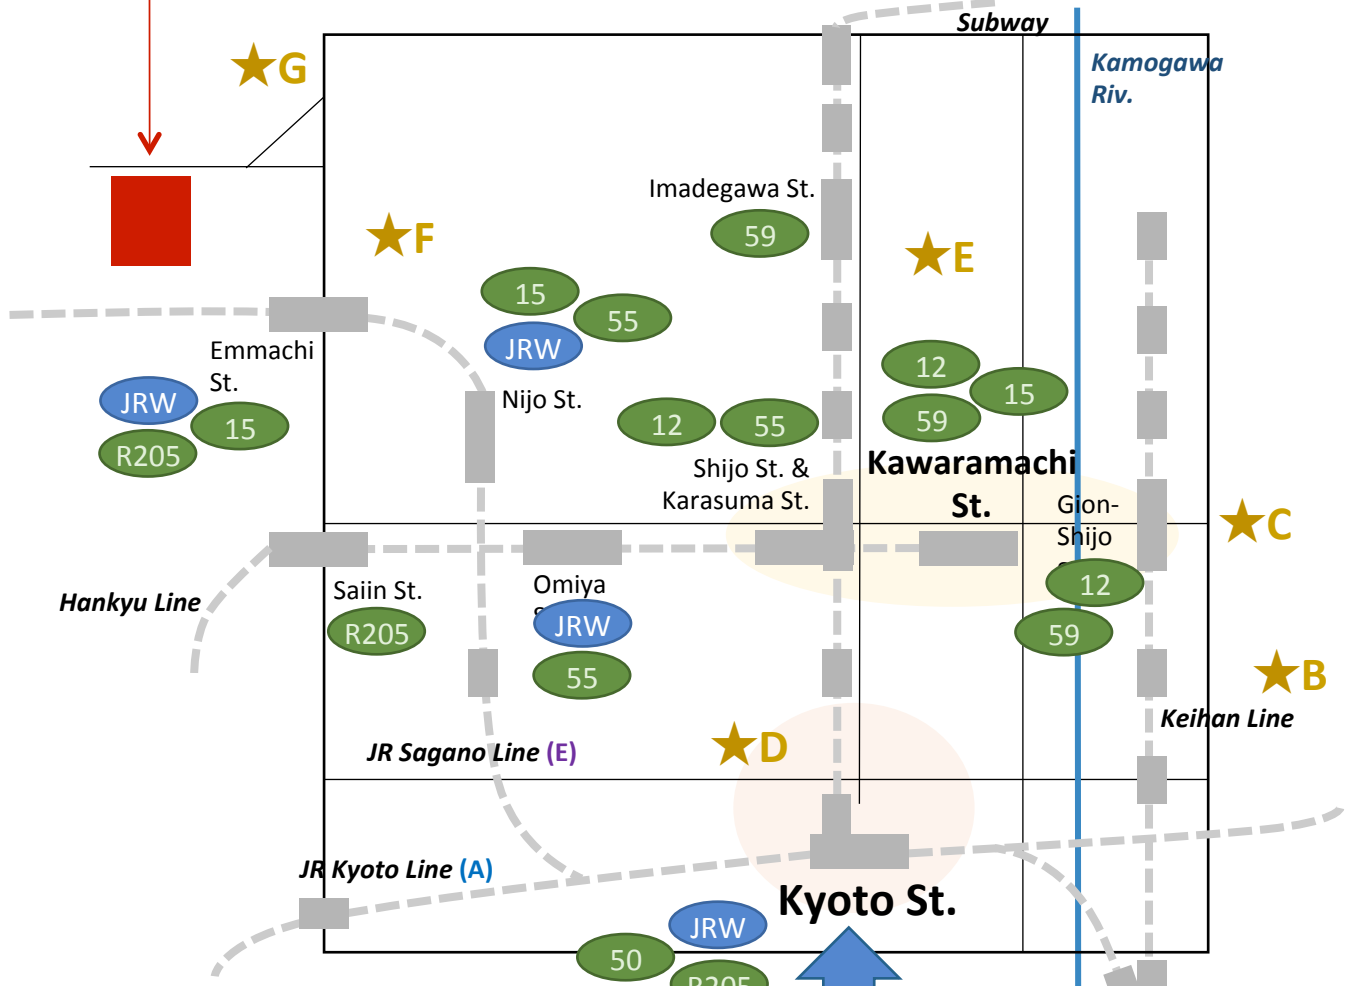 Subway
G
Kamogawa
Riv.
Imadegawa St.
59
F
E
15
55
JRW
Emmachi
St.
12
15
59
JRW
15
R205
Nijo St.
12
55
Kawaramachi
St.
Shijo St. &
Karasuma St.
Gion-
Shijo
C
Hankyu Line
Saiin St.
R205
Omiya
JRW
55
12
59
B
Keihan Line
JR Sagano Line (E)
D
JR Kyoto Line (A)
Kyoto St.
JRW
50
R205